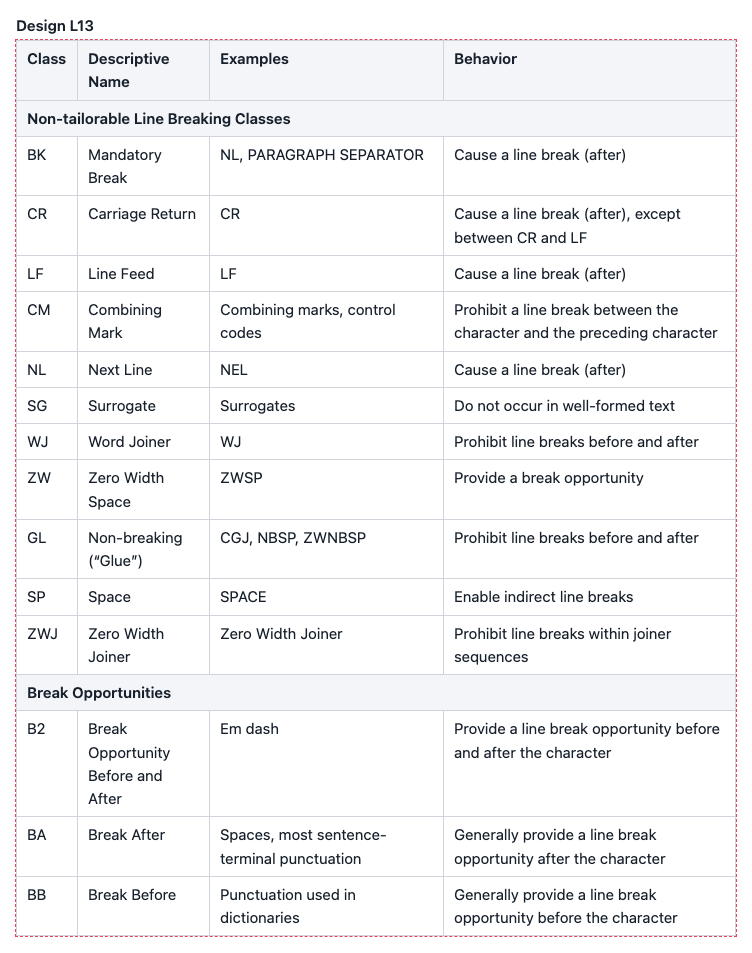 Design L13
Class Descriptive Name Examples Behavior
Non-tailorable Line Breaking Classes
BK Mandatory Break NL, PARAGRAPH SEPARATOR Cause a line break (after)
CR Carriage Return CR Cause a line break (after), except between CR and LF
LF Line Feed LF Cause a line break (after)
CM Combining Mark Combining marks, control codes Prohibit a line break between the character and the preceding character
NL Next Line NEL Cause a line break (after)
SG Surrogate Surrogates Do not occur in well-formed text
WJ Word Joiner WJ Prohibit line breaks before and after
ZW Zero Width Space ZWSP Provide a break opportunity
GL Non-breaking (“Glue”) CGJ, NBSP, ZWNBSP Prohibit line breaks before and after
SP Space SPACE Enable indirect line breaks
ZWJ Zero Width Joiner Zero Width Joiner Prohibit line breaks within joiner sequences
Break Opportunities
B2 Break Opportunity Before and After Em dash Provide a line break opportunity before and after the character
BA Break After Spaces, most sentence-terminal punctuation Generally provide a line break opportunity after the character
BB Break Before Punctuation used in dictionaries Generally provide a line break opportunity before the character